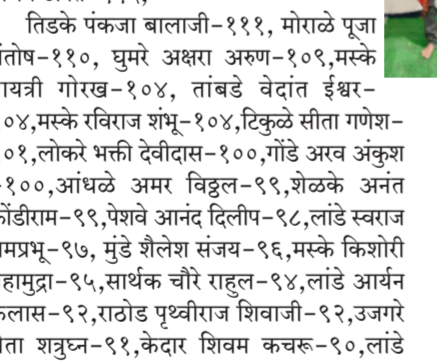 तिडके पंकजा बालाजी-१११, मोराळे पूजा
संतोष-११०, घुमरे अक्षरा अरुण-१०९,मस्के
गायत्री गोरख-१०४, तांबडे वेदांत ईश्वर-
१०४,मस्के रविराज शंभू-१०४,टिकुळे सीता गणेश-
१०१,लोकरे भक्ती देवीदास-१००,गोंडे अरव अंकुश
-१००,आंधळे अमर विठ्ठल-९९,शेळके अनंत
कोंडीराम-९९,पेशवे आनंद दिलीप-९८,लांडे स्वराज
रामप्रभू-९७, मुंडे शैलेश संजय-९६,मस्के किशोरी
महामुद्रा-९५,सार्थक चौरे राहुल-९४,लांडे आर्यन
कैलास-९२,राठोड पृथ्वीराज शिवाजी-९२,उजगरे
शत्रुघ्न-९१,केदार शिवम कचरू-९०,लांडे